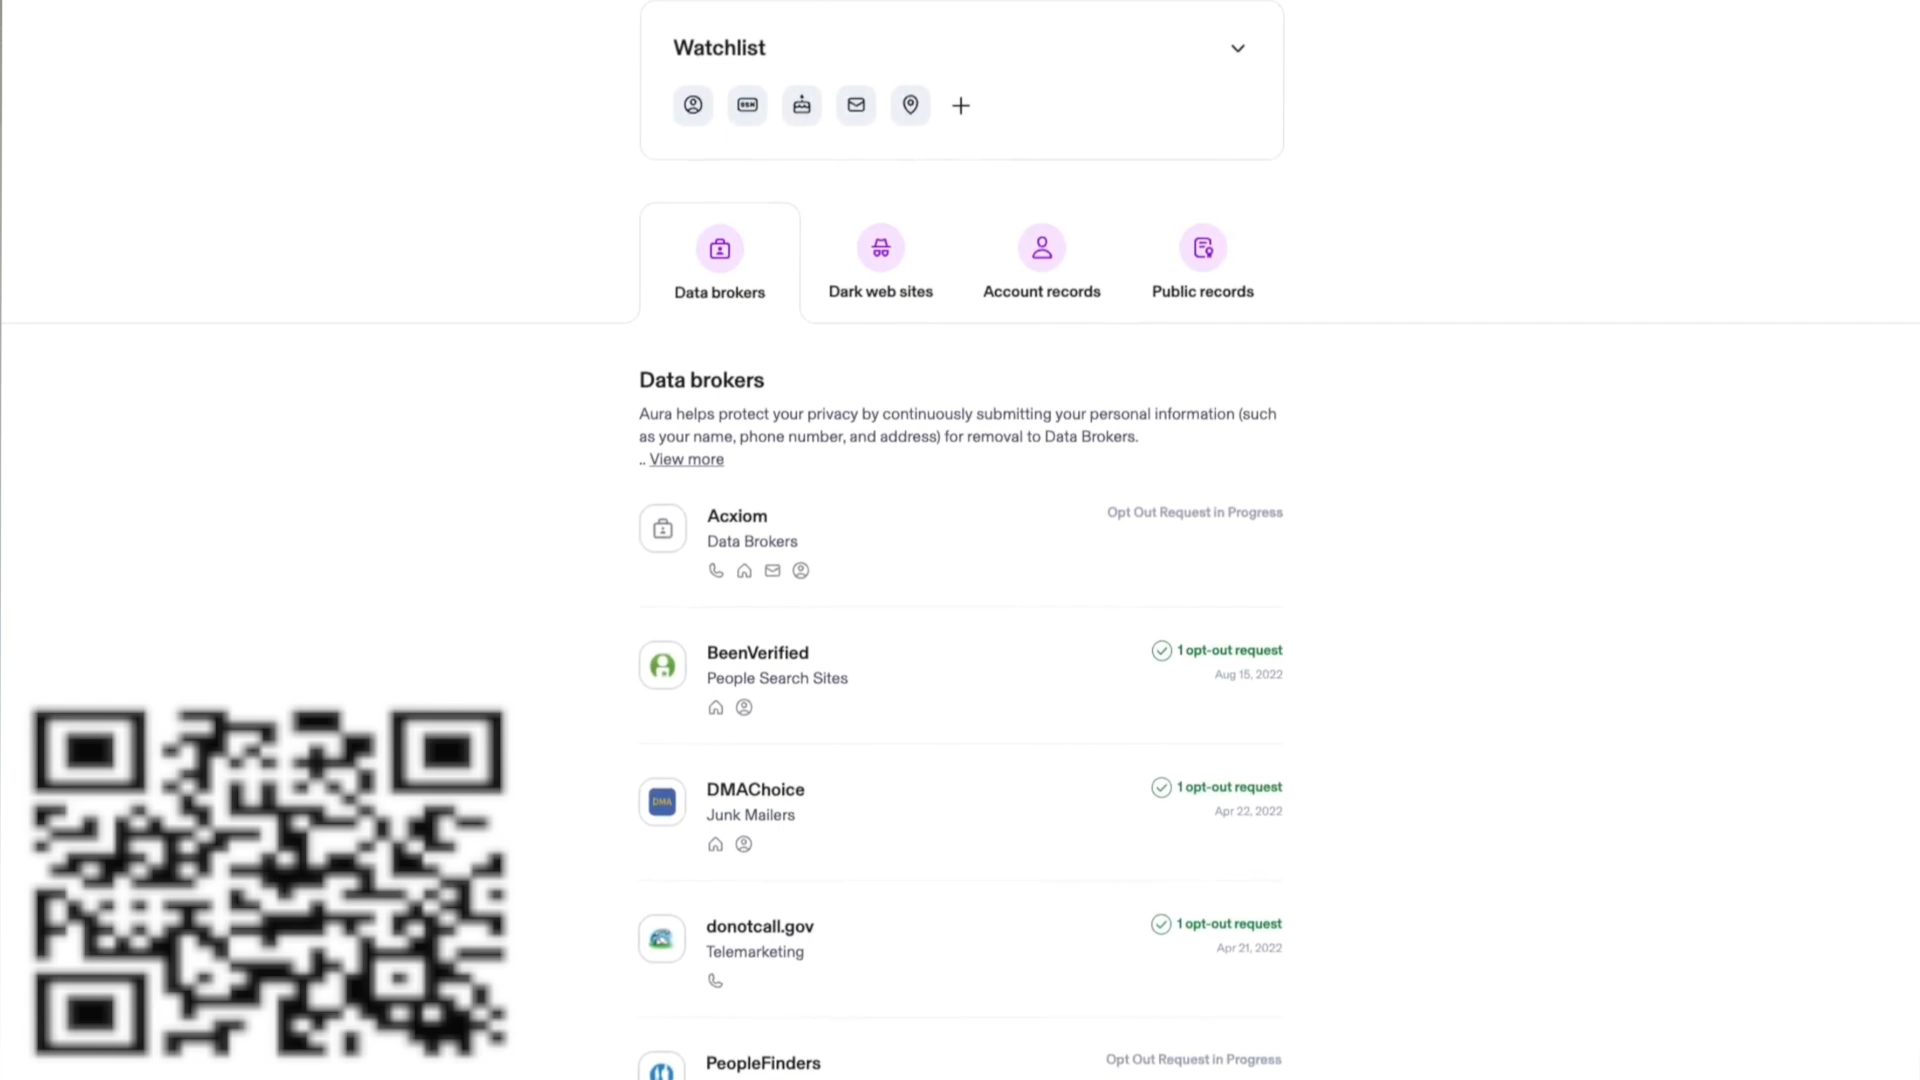 Watchlist
SSN
Data brokers
Dark web sites
Account records
Public records
Data brokers
Aura helps protect your privacy by continuously submitting your personal information (such
as your name, phone number, and address) for removal to Data Brokers.
.. View more
Acxiom
Opt Out Request in Progress
Data Brokers
BeenVerified
1 opt-out request
People Search Sites
Aug 15, 2022
DMAChoice
1 opt-out request
DMA
Junk Mailers
Apr 22, 2022
donotcall.gov
1 opt-out request
Telemarketing
Apr 21, 2022
PeopleFinders
Opt Out Request in Progress